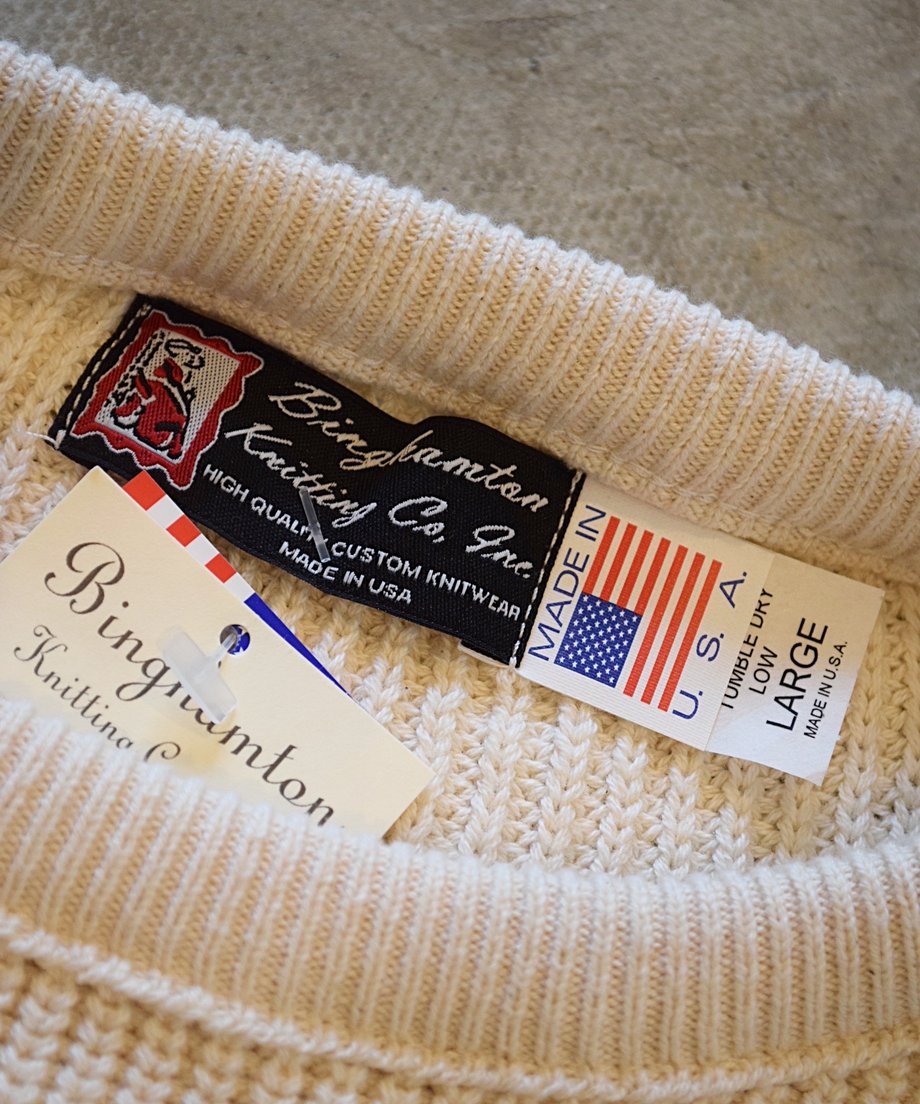 Binghamton
Knitting Co, Inc.
HIGH QUALITY CUSTOM KNITWEAR
MADE IN USA
MADE IN
U. S. A.
TUMBLE DRY
LOW
LARGE
MADE IN U.S.A.
Binghamton
Knitting